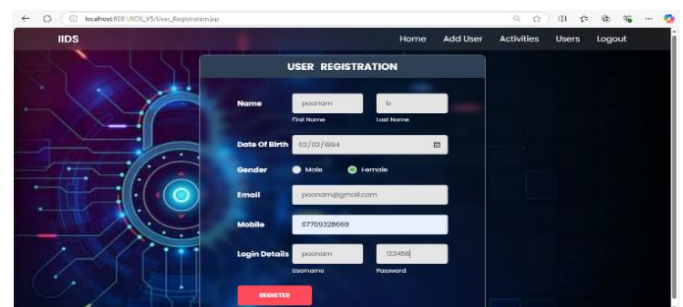 localhost:8081/IIDS_V5/User_Registration.jsp
IIDS Home Add User Activities Users Logout
USER REGISTRATION
Name poonam b
First Name Last Name
Date Of Birth 02/02/1994
Gender Male Female
Email poonam@gmail.com
Mobile 07709328669
Login Details poonam 123456
Username Password
REGISTER